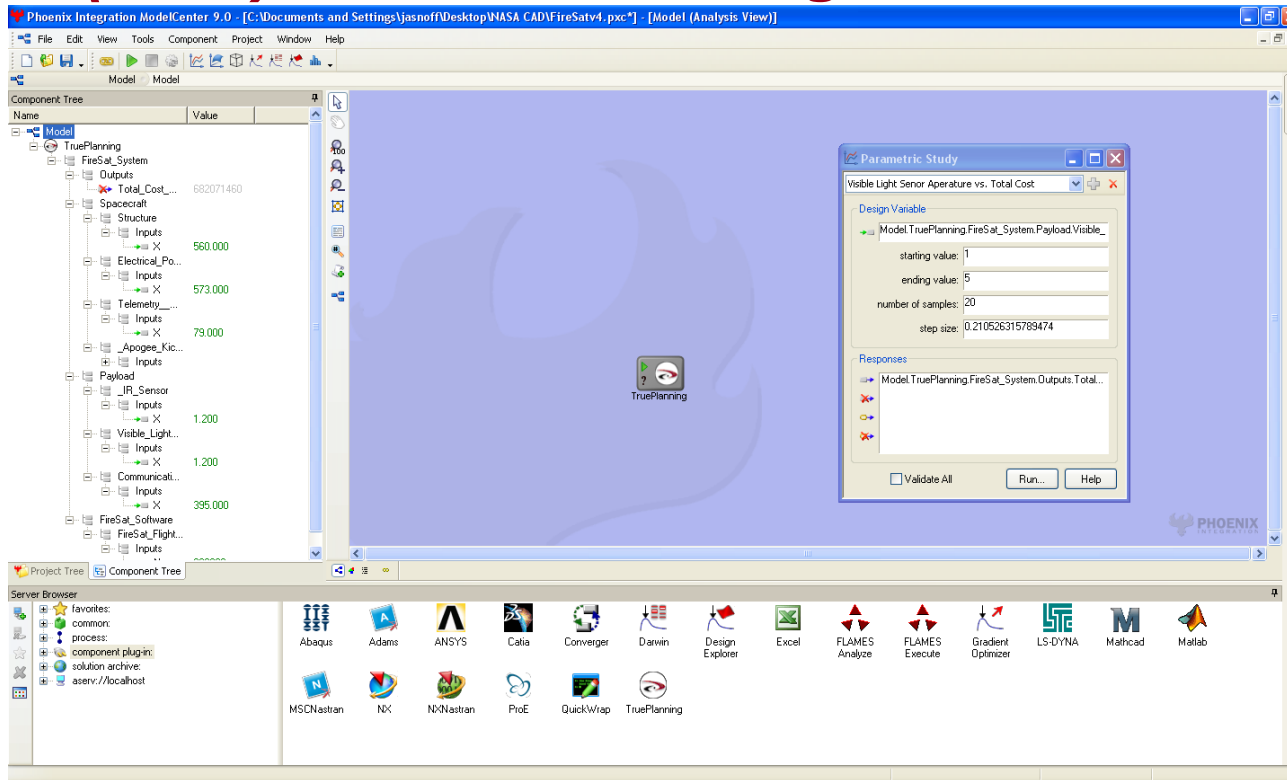 Phoenix Integration ModelCenter 9.0 - [C:\Documents and Settings\jasnoff\Desktop\NASA CAD\FireSatv4.pxc*] - [Model (Analysis View)]
File Edit View Tools Component Project Window Help
Model Model
Component Tree
Name Value
Model
TruePlanning
FireSat_System
Outputs
Total_Cost_... 682071460
Spacecraft
Structure
Inputs
X 560.000
Electrical_Po...
Inputs
X 573.000
Telemetry__...
Inputs
X 79.000
_Apogee_Kic...
Inputs
Payload
_IR_Sensor
Inputs
X 1.200
Visible_Light...
Inputs
X 1.200
Communicati...
Inputs
X 395.000
FireSat_Software
FireSat_Flight...
Inputs
Project Tree Component Tree
100
TruePlanning
Parametric Study
Visible Light Senor Aperature vs. Total Cost
Design Variable
Model.TruePlanning.FireSat_System.Payload.Visible_
starting value: 1
ending value: 5
number of samples: 20
step size: 0.210526315789474
Responses
Model.TruePlanning.FireSat_System.Outputs.Total...
Validate All Run... Help
PHOENIX
INTEGRATION
Server Browser
favorites:
common:
process:
component plug-in:
solution archive:
aserv://localhost
Abaqus Adams ANSYS Catia Converger Darwin Design Explorer Excel FLAMES Analyze FLAMES Execute Gradient Optimizer LS-DYNA Mathcad Matlab
MSCNastran NX NXNastran ProE QuickWrap TruePlanning